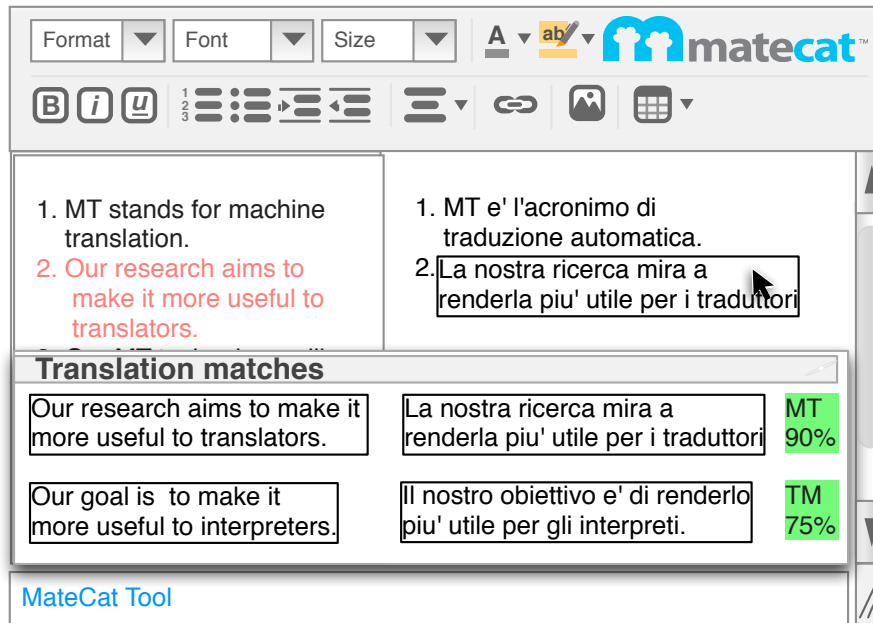 Format Font Size A ab matecat™
B i u 1 2 3
1. MT stands for machine
translation.
2. Our research aims to
make it more useful to
translators.
1. MT e' l'acronimo di
traduzione automatica.
2. La nostra ricerca mira a
renderla piu' utile per i traduttori
Translation matches
Our research aims to make it
more useful to translators.
La nostra ricerca mira a
renderla piu' utile per i traduttori
MT
90%
Our goal is to make it
more useful to interpreters.
Il nostro obiettivo e' di renderlo
piu' utile per gli interpreti.
TM
75%
MateCat Tool